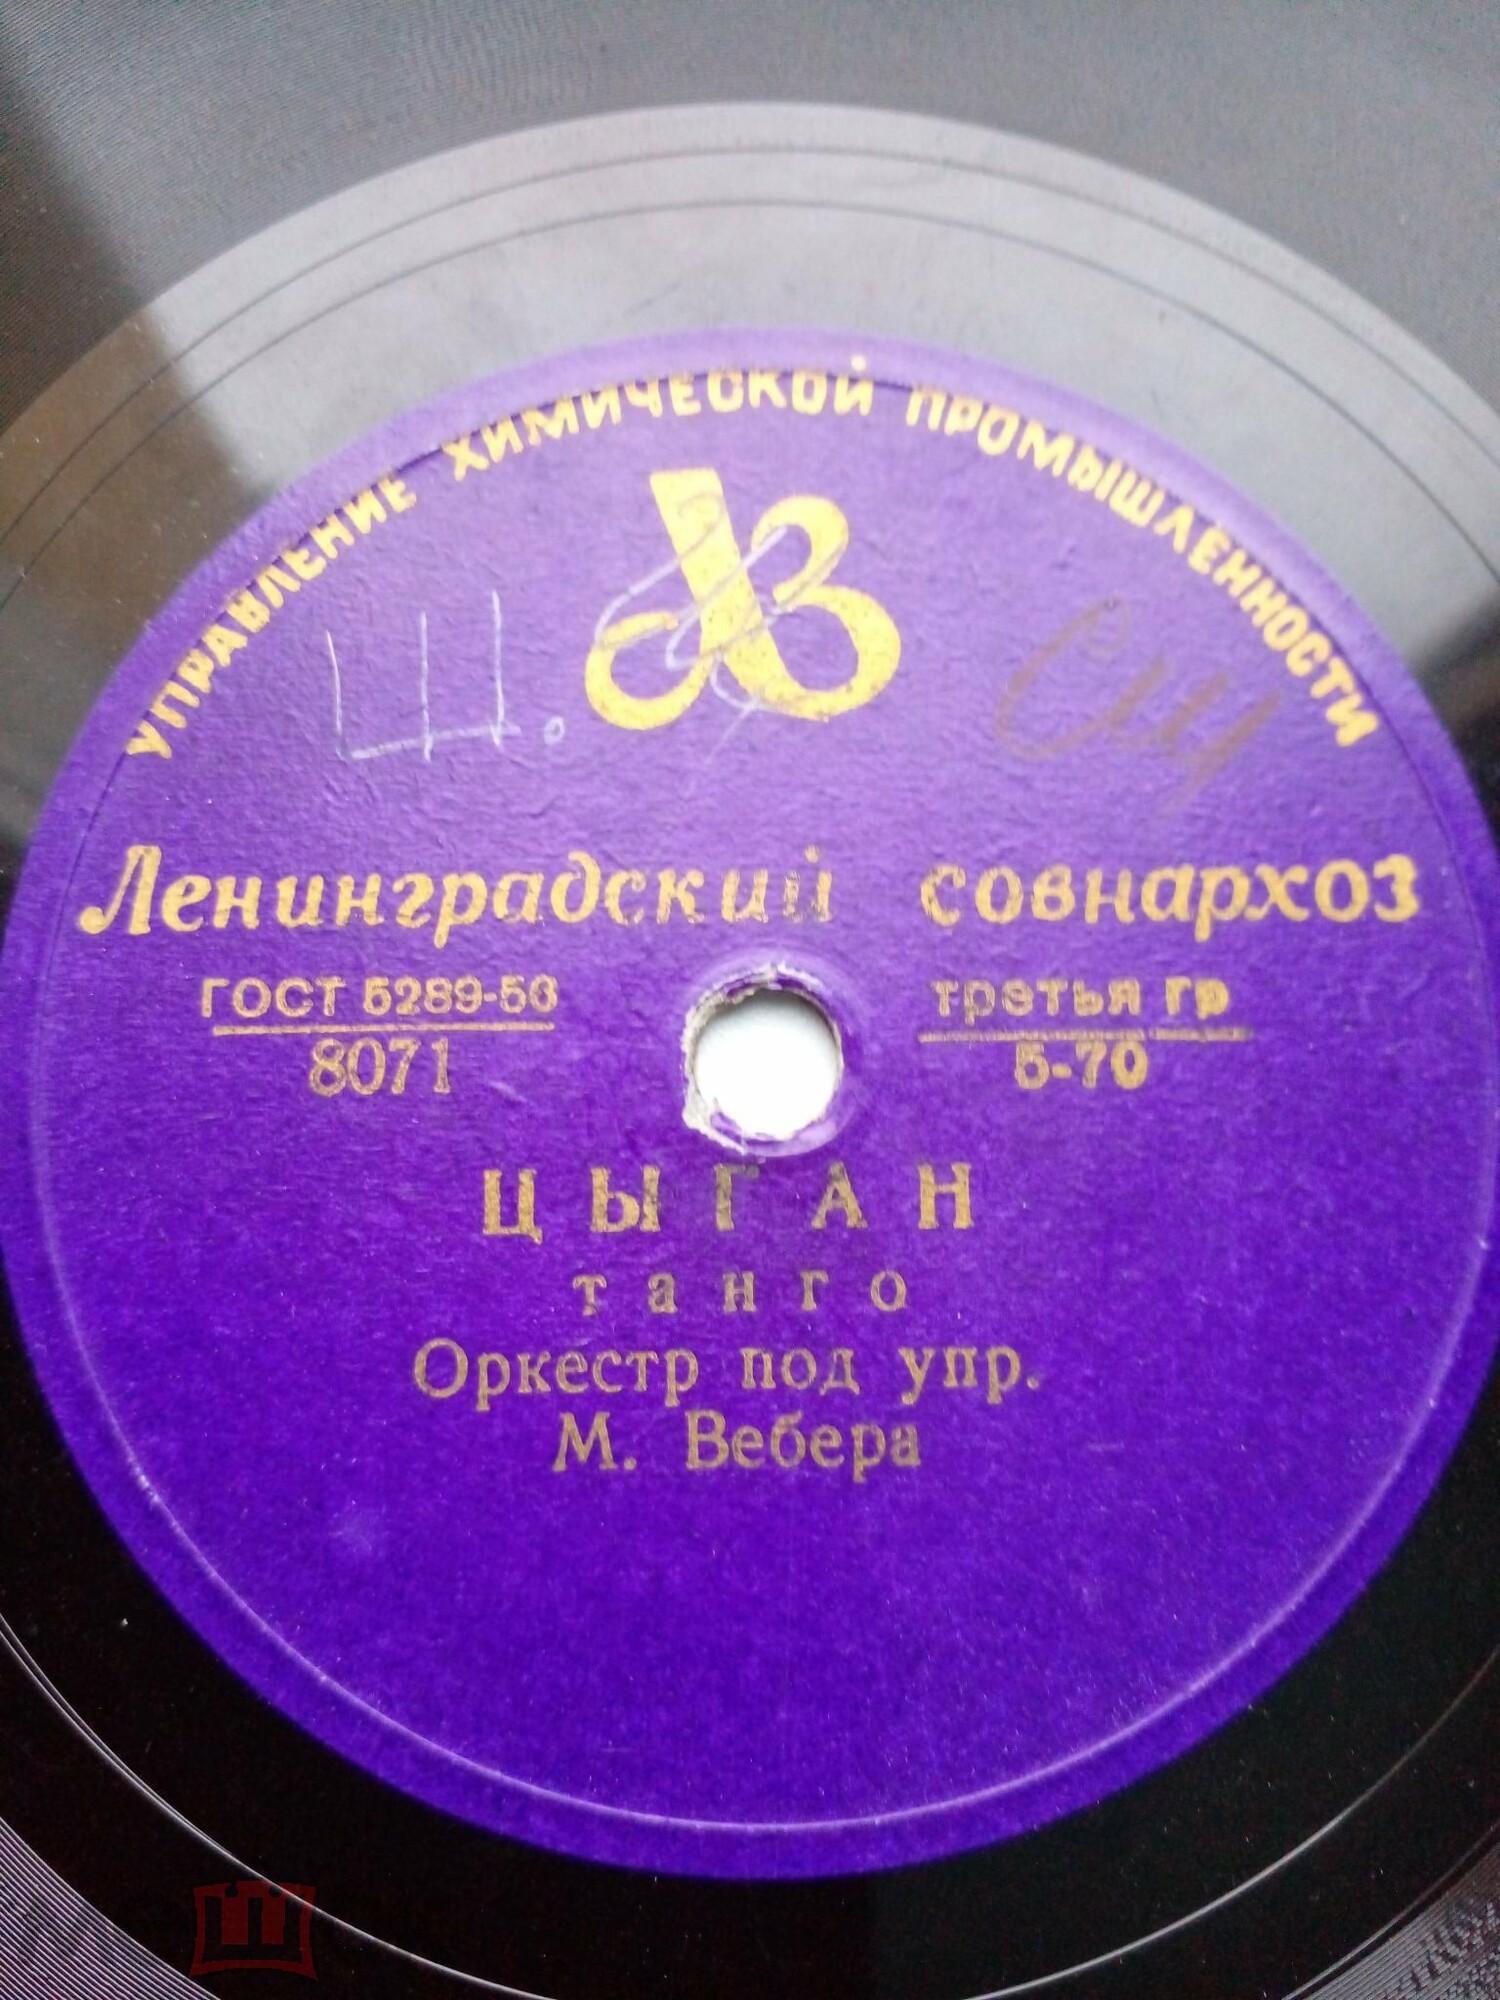 УПРАВЛЕНИЕ ХИМИЧЕСКОЙ ПРОМЫШЛЕННОСТИ
Ш.
Ленинградский совнархоз
ГОСТ 5289-56 третья гр
8071 5-70
ЦЫГАН
танго
Оркестр под упр.
М. Вебера